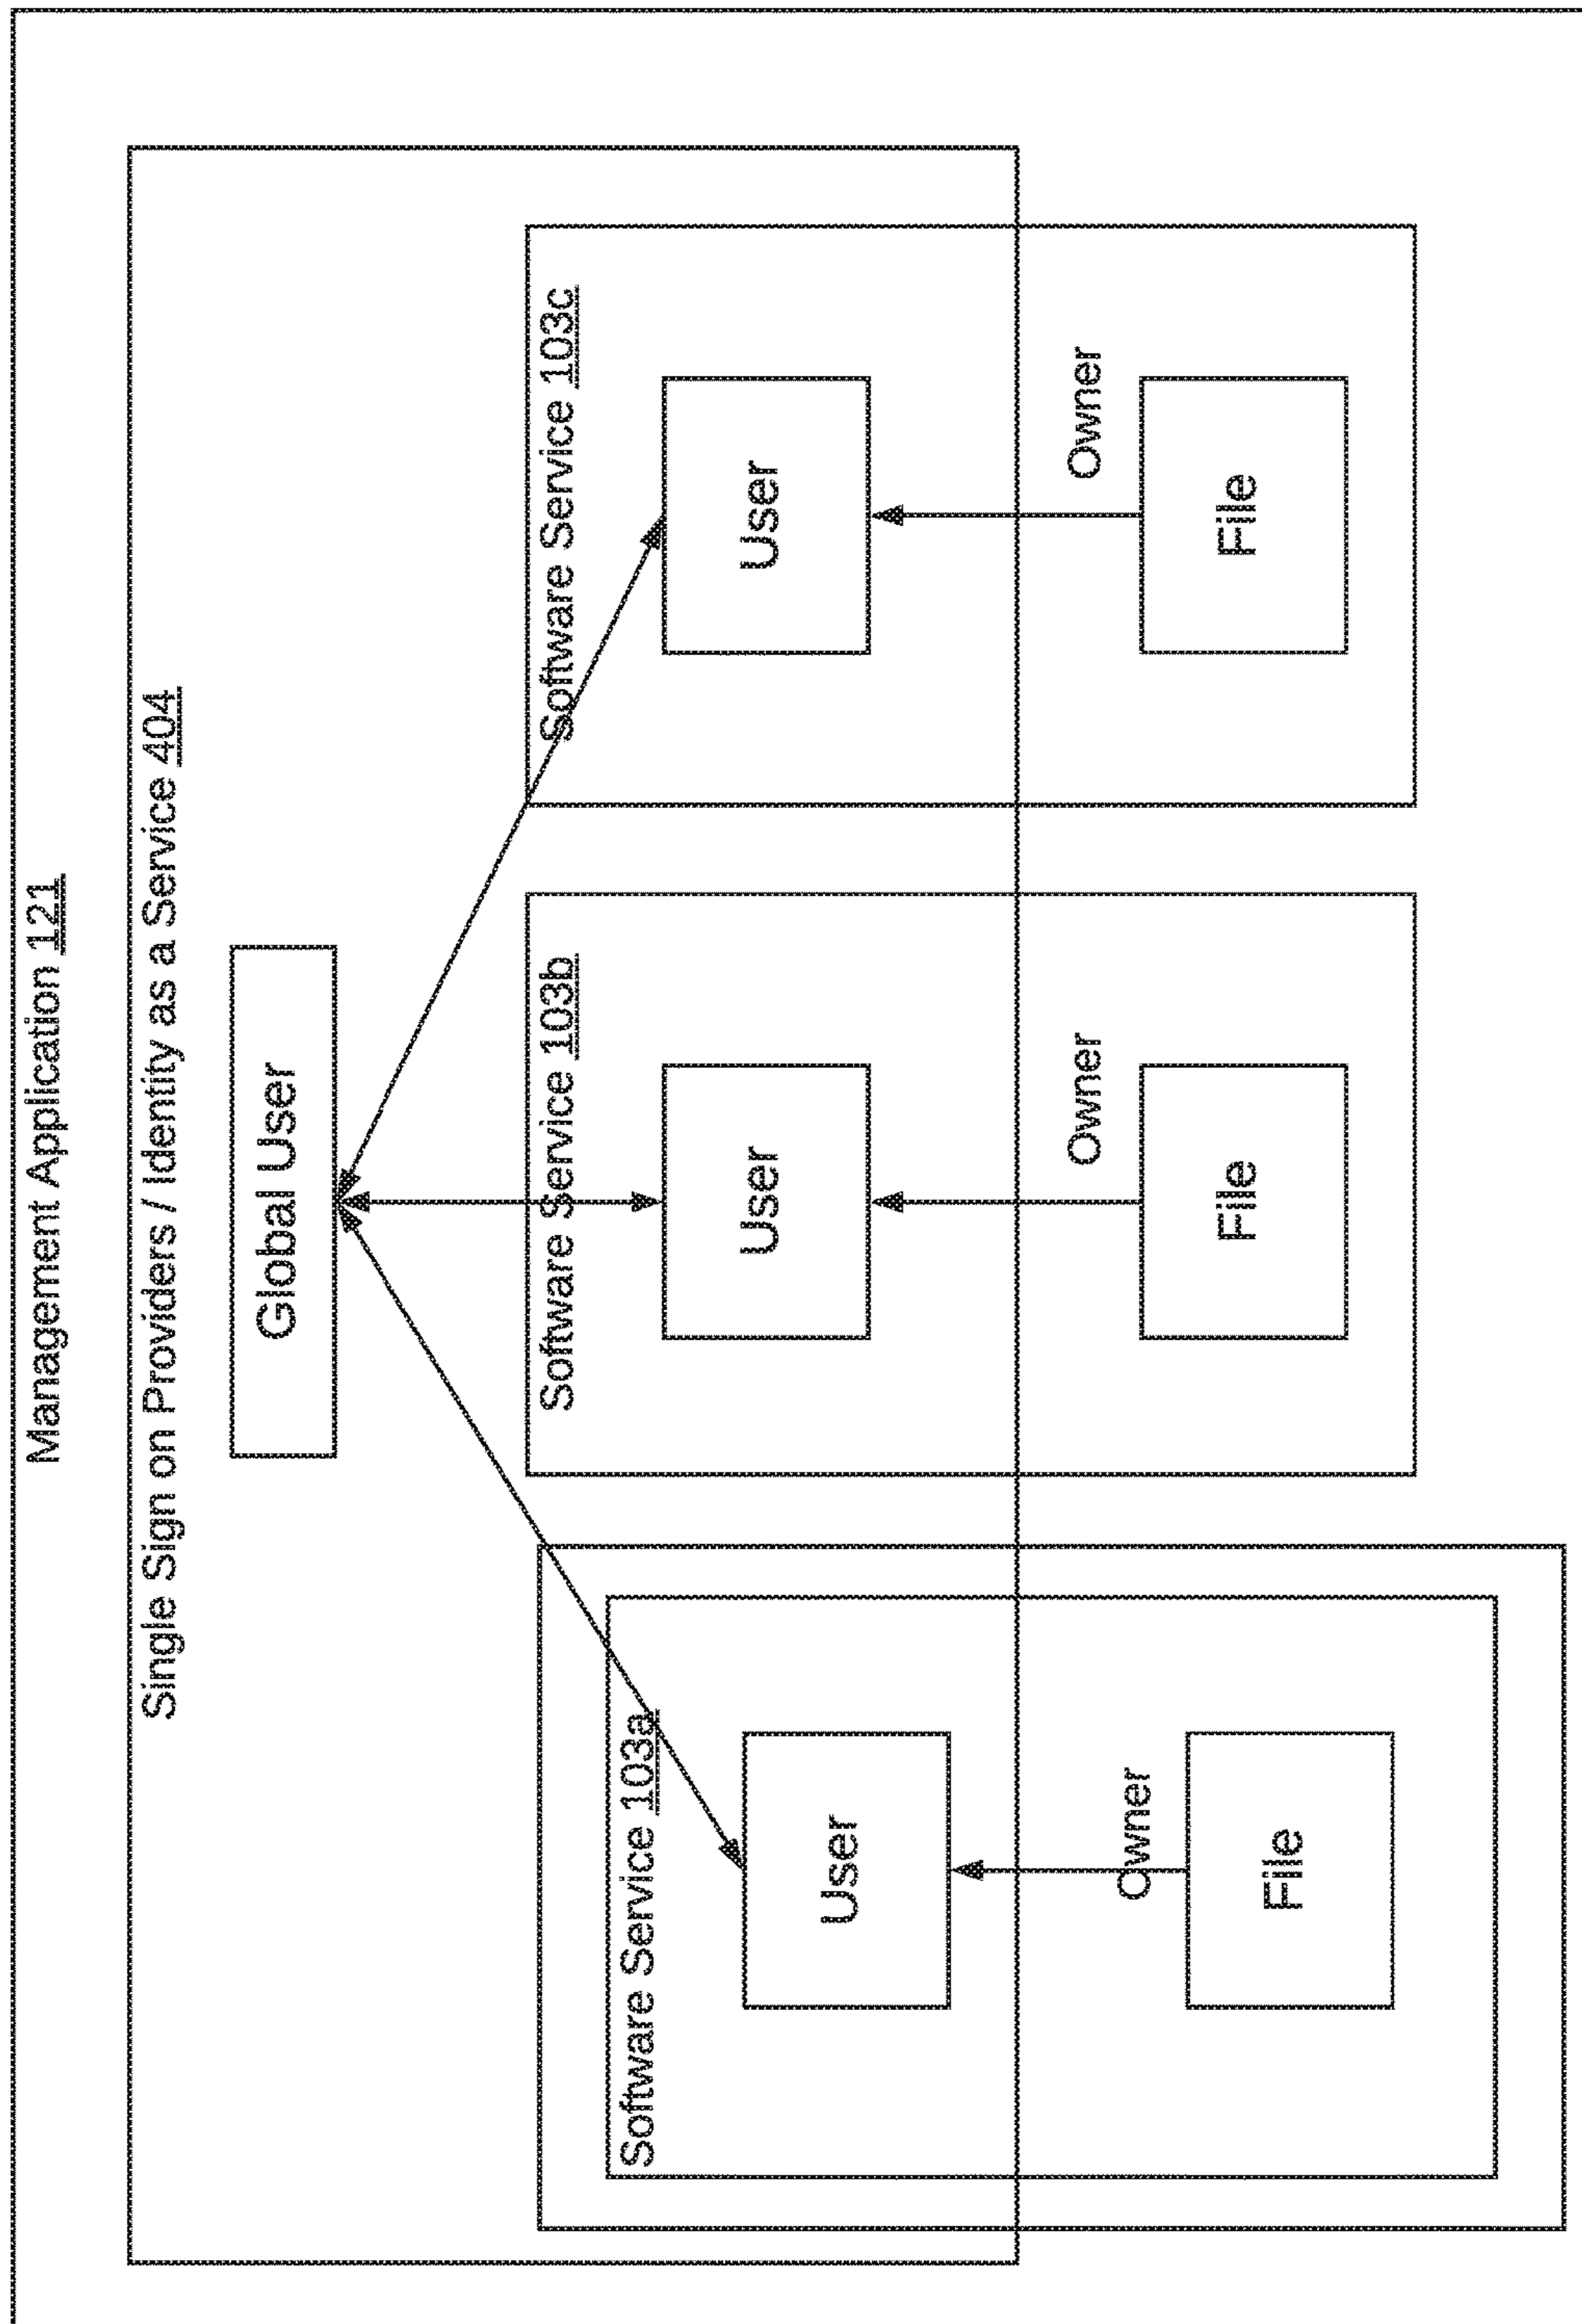 Management Application 121
Single Sign on Providers / Identity as a Service 404
Global User
Software Service 103a
User
Owner
File
Software Service 103b
User
Owner
File
Software Service 103c
User
Owner
File